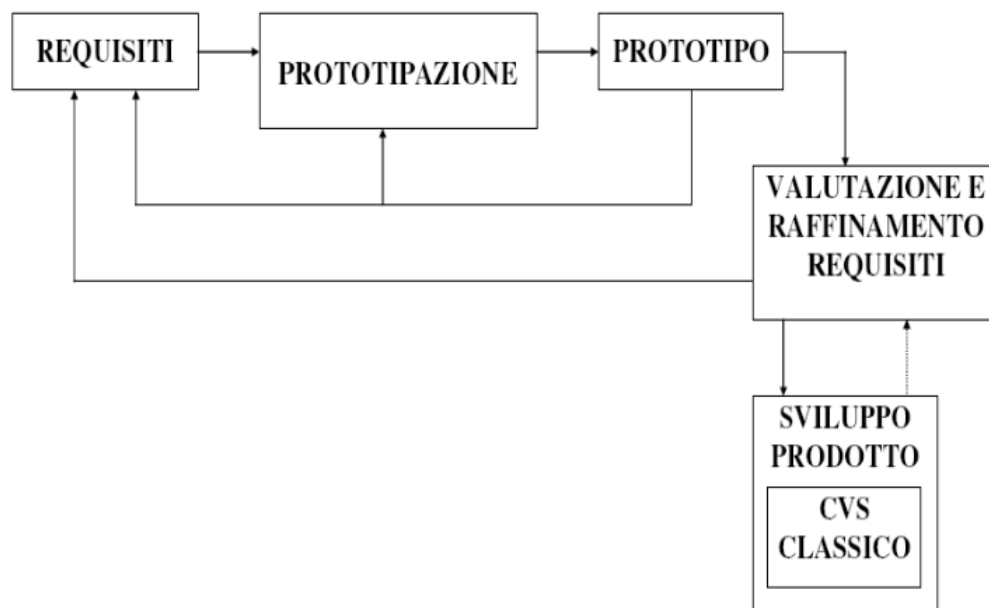 REQUISITI
PROTOTIPAZIONE
PROTOTIPO
VALUTAZIONE E
RAFFINAMENTO
REQUISITI
SVILUPPO
PRODOTTO
CVS
CLASSICO